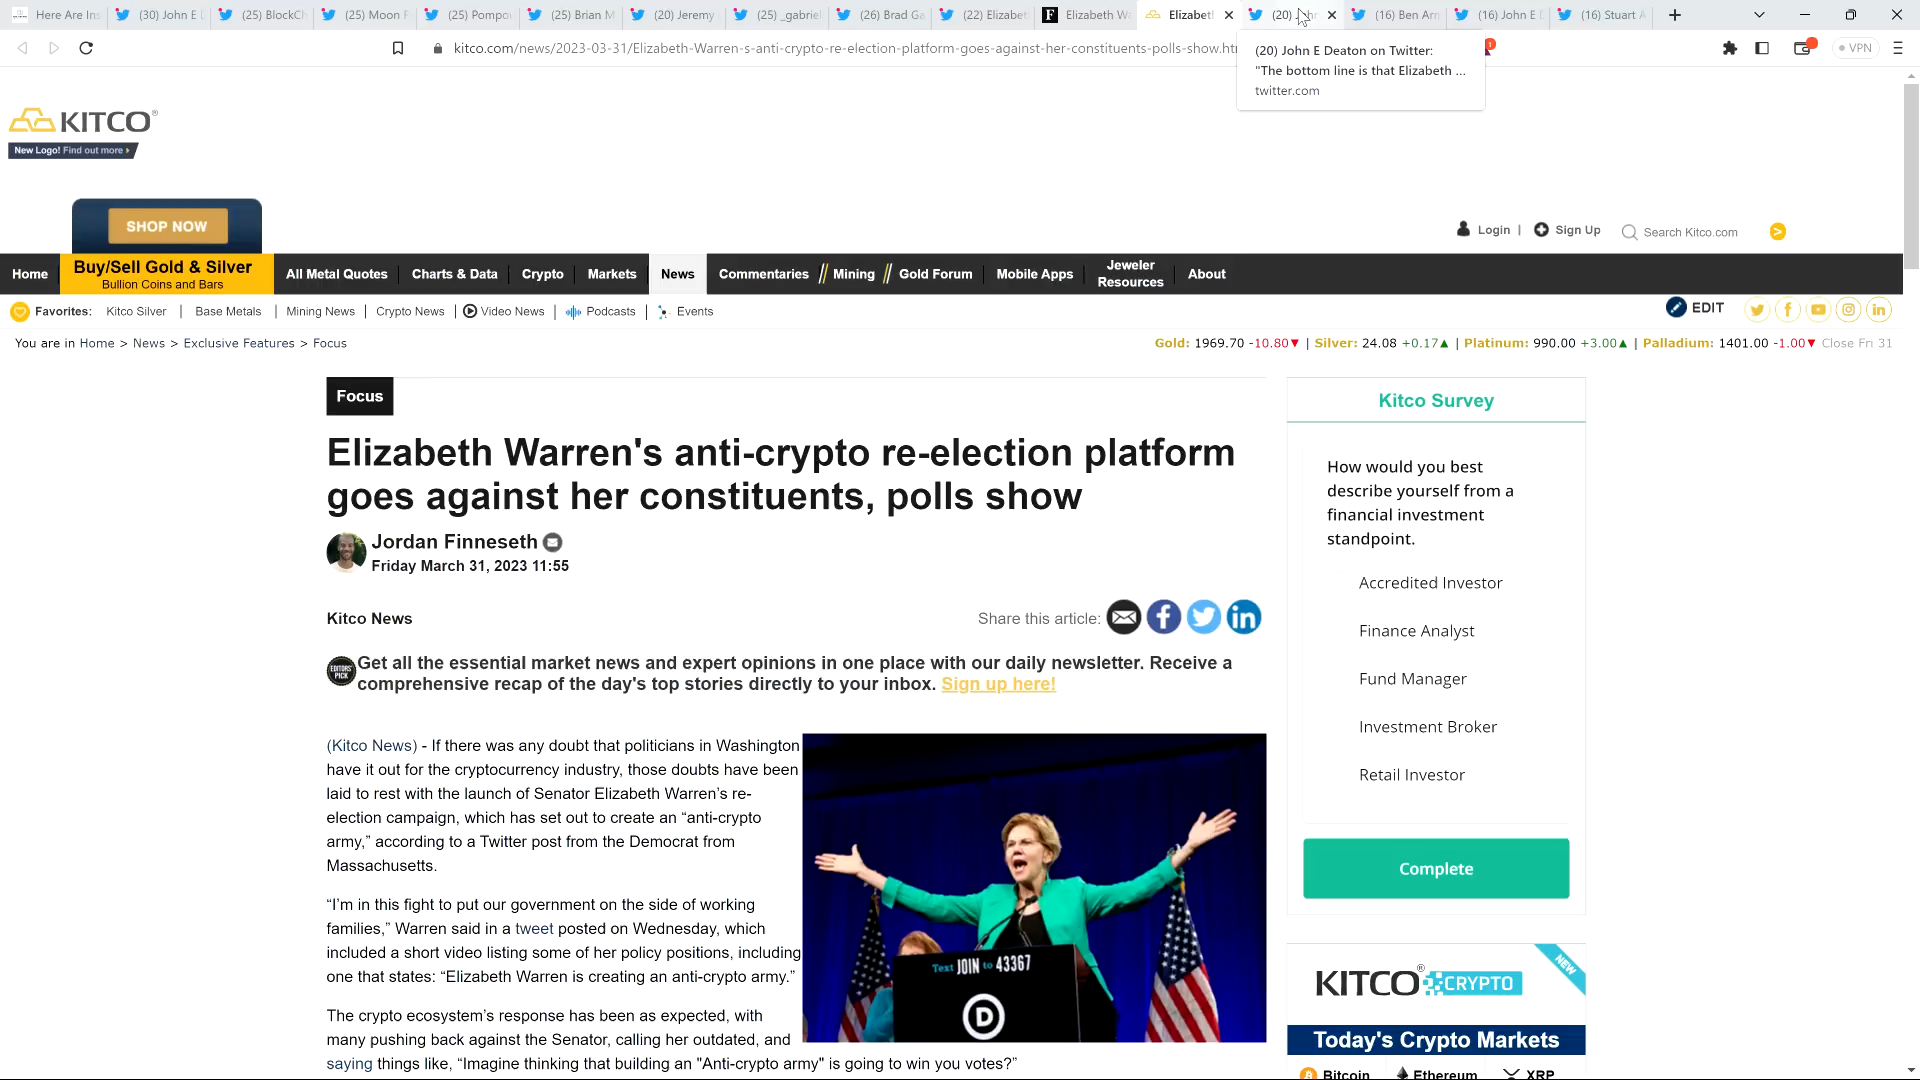 Here Are Ins
(30) John E D
(25) BlockCh
(25) Moon R
(25) Pompou
(25) Brian M
(20) Jeremy
(25) _gabriel
(26) Brad Ga
(22) Elizabet
Elizabeth Wa
Elizabeth
(20) John
(16) Ben Arm
(16) John E D
(16) Stuart A
kitco.com/news/2023-03-31/Elizabeth-Warren-s-anti-crypto-re-election-platform-goes-against-her-constituents-polls-show.htm
1
VPN
(20) John E Deaton on Twitter:
"The bottom line is that Elizabeth ...
twitter.com
KITCO®
New Logo! Find out more
SHOP NOW
Login | Sign Up Search Kitco.com >
Home
Buy/Sell Gold & Silver
Bullion Coins and Bars
All Metal Quotes
Charts & Data
Crypto
Markets
News
Commentaries
Mining
Gold Forum
Mobile Apps
Jeweler
Resources
About
Favorites: Kitco Silver | Base Metals | Mining News | Crypto News | Video News | Podcasts | Events
EDIT
You are in Home > News > Exclusive Features > Focus
Gold: 1969.70 -10.80▼ | Silver: 24.08 +0.17▲ | Platinum: 990.00 +3.00▲ | Palladium: 1401.00 -1.00▼ Close Fri 31
Focus
Elizabeth Warren's anti-crypto re-election platform
goes against her constituents, polls show
Jordan Finneseth
Friday March 31, 2023 11:55
Kitco News
Share this article:
EDITORS' PICK
Get all the essential market news and expert opinions in one place with our daily newsletter. Receive a
comprehensive recap of the day's top stories directly to your inbox. Sign up here!
(Kitco News) - If there was any doubt that politicians in Washington
have it out for the cryptocurrency industry, those doubts have been
laid to rest with the launch of Senator Elizabeth Warren's re-
election campaign, which has set out to create an “anti-crypto
army,” according to a Twitter post from the Democrat from
Massachusetts.
“I'm in this fight to put our government on the side of working
families,” Warren said in a tweet posted on Wednesday, which
included a short video listing some of her policy positions, including
one that states: “Elizabeth Warren is creating an anti-crypto army.”
The crypto ecosystem's response has been as expected, with
many pushing back against the Senator, calling her outdated, and
saying things like, “Imagine thinking that building an "Anti-crypto army" is going to win you votes?”
Text JOIN to 43367
D
Kitco Survey
How would you best
describe yourself from a
financial investment
standpoint.
Accredited Investor
Finance Analyst
Fund Manager
Investment Broker
Retail Investor
Complete
NEW
KITCO® CRYPTO
Today's Crypto Markets
Bitcoin
Ethereum
XRP